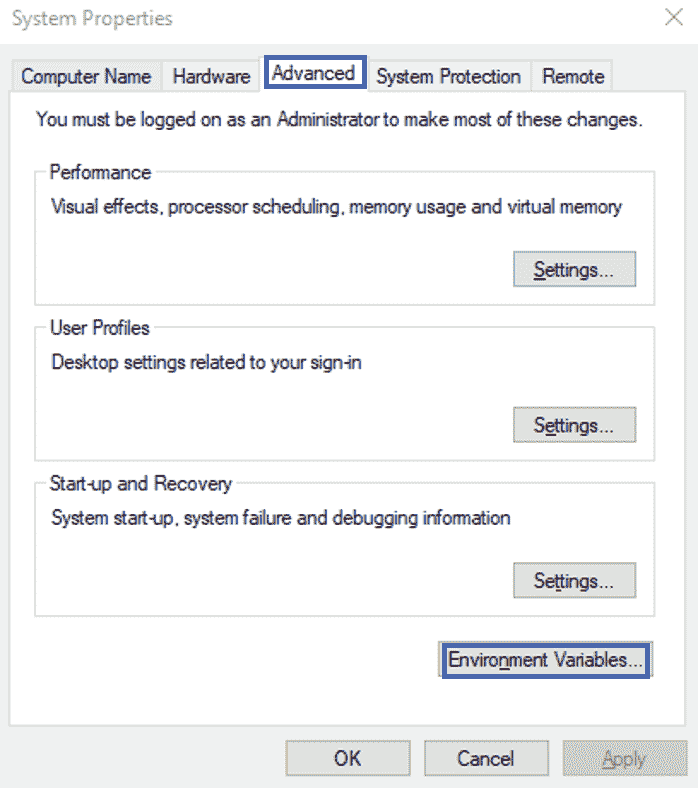 System Properties
Computer Name Hardware Advanced System Protection Remote
You must be logged on as an Administrator to make most of these changes.
Performance
Visual effects, processor scheduling, memory usage and virtual memory
Settings...
User Profiles
Desktop settings related to your sign-in
Settings...
Start-up and Recovery
System start-up, system failure and debugging information
Settings...
Environment Variables...
OK Cancel Apply